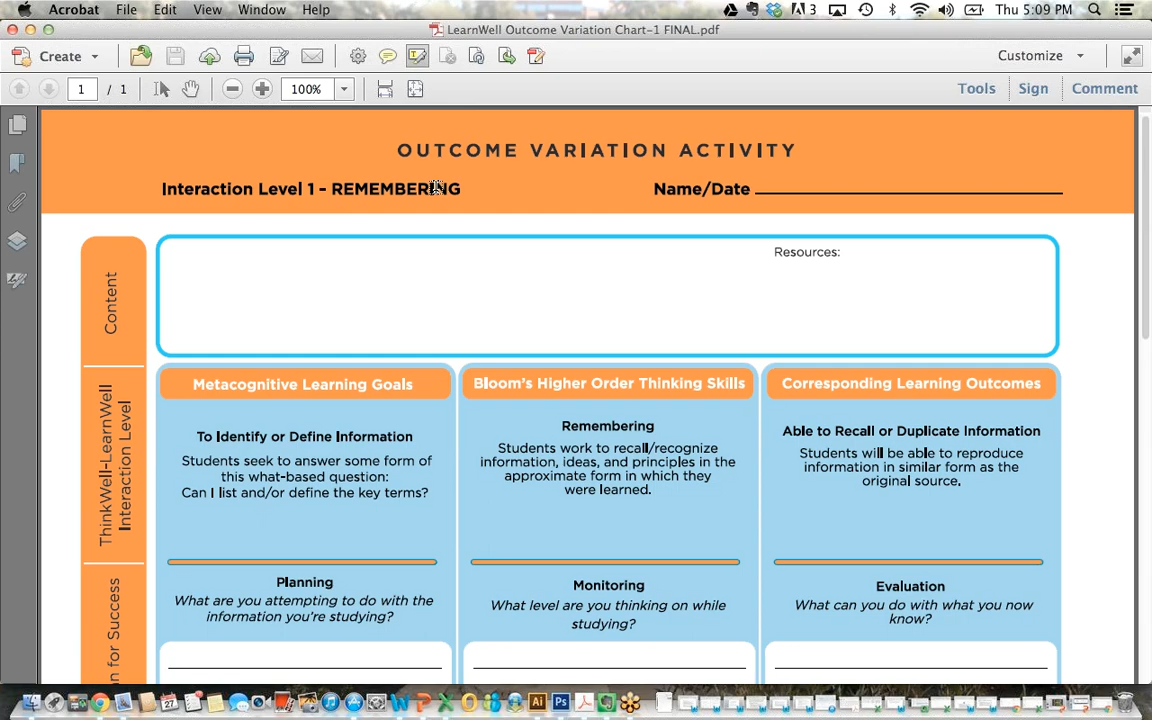 Acrobat File Edit View Window Help
3 Thu 5:09 PM
LearnWell Outcome Variation Chart-1 FINAL.pdf
Create
Customize
1 / 1
100%
Tools Sign Comment
OUTCOME VARIATION ACTIVITY
Interaction Level 1 - REMEMBERING Name/Date
Content
Resources:
ThinkWell-LearnWell
Interaction Level
Metacognitive Learning Goals
To Identify or Define Information
Students seek to answer some form of
this what-based question:
Can I list and/or define the key terms?
Bloom's Higher Order Thinking Skills
Remembering
Students work to recall/recognize
information, ideas, and principles in the
approximate form in which they
were learned.
Corresponding Learning Outcomes
Able to Recall or Duplicate Information
Students will be able to reproduce
information in similar form as the
original source.
n for Success
Planning
What are you attempting to do with the
information you're studying?
Monitoring
What level are you thinking on while
studying?
Evaluation
What can you do with what you now
know?
27
Ai
Ps